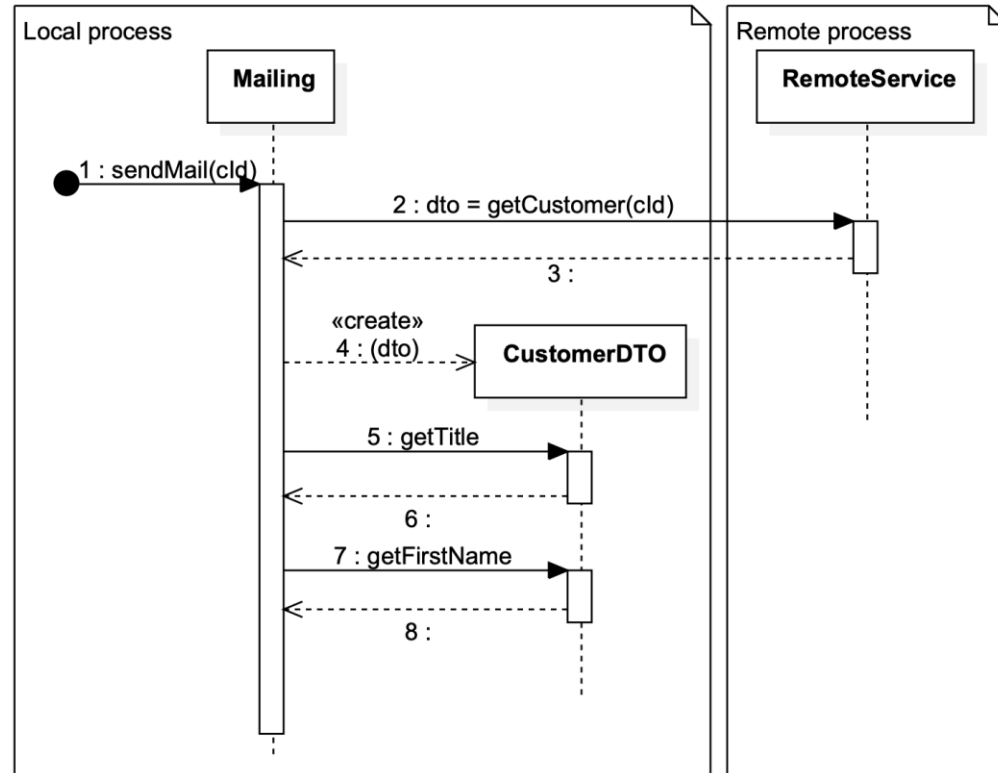 Local process
Remote process
Mailing
RemoteService
1 : sendMail(cId)
2 : dto = getCustomer(cId)
3 :
«create»
4 : (dto)
CustomerDTO
5 : getTitle
6 :
7 : getFirstName
8 :